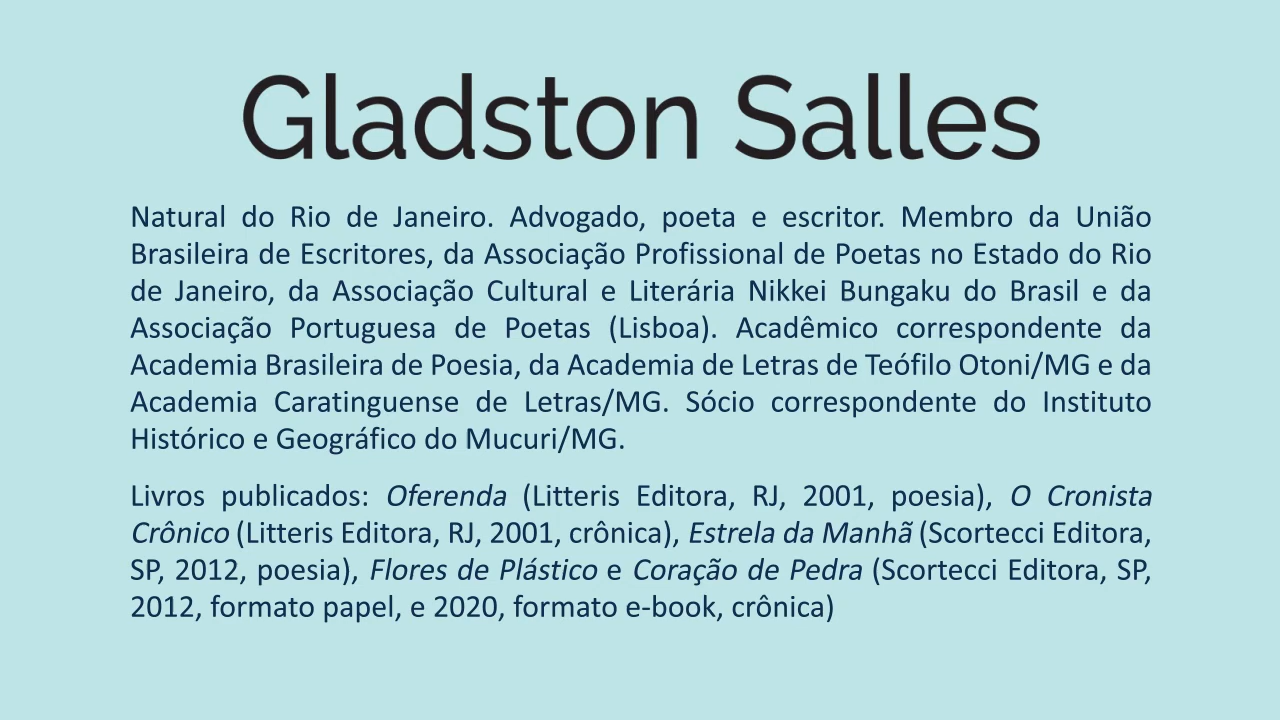 Gladston Salles
Natural do Rio de Janeiro. Advogado, poeta e escritor. Membro da União
Brasileira de Escritores, da Associação Profissional de Poetas no Estado do Rio
de Janeiro, da Associação Cultural e Literária Nikkei Bungaku do Brasil e da
Associação Portuguesa de Poetas (Lisboa). Acadêmico correspondente da
Academia Brasileira de Poesia, da Academia de Letras de Teófilo Otoni/MG e da
Academia Caratinguense de Letras/MG. Sócio correspondente do Instituto
Histórico e Geográfico do Mucuri/MG.
Livros publicados: Oferenda (Litteris Editora, RJ, 2001, poesia), O Cronista
Crônico (Litteris Editora, RJ, 2001, crônica), Estrela da Manhã (Scortecci Editora,
SP, 2012, poesia), Flores de Plástico e Coração de Pedra (Scortecci Editora, SP,
2012, formato papel, e 2020, formato e-book, crônica)